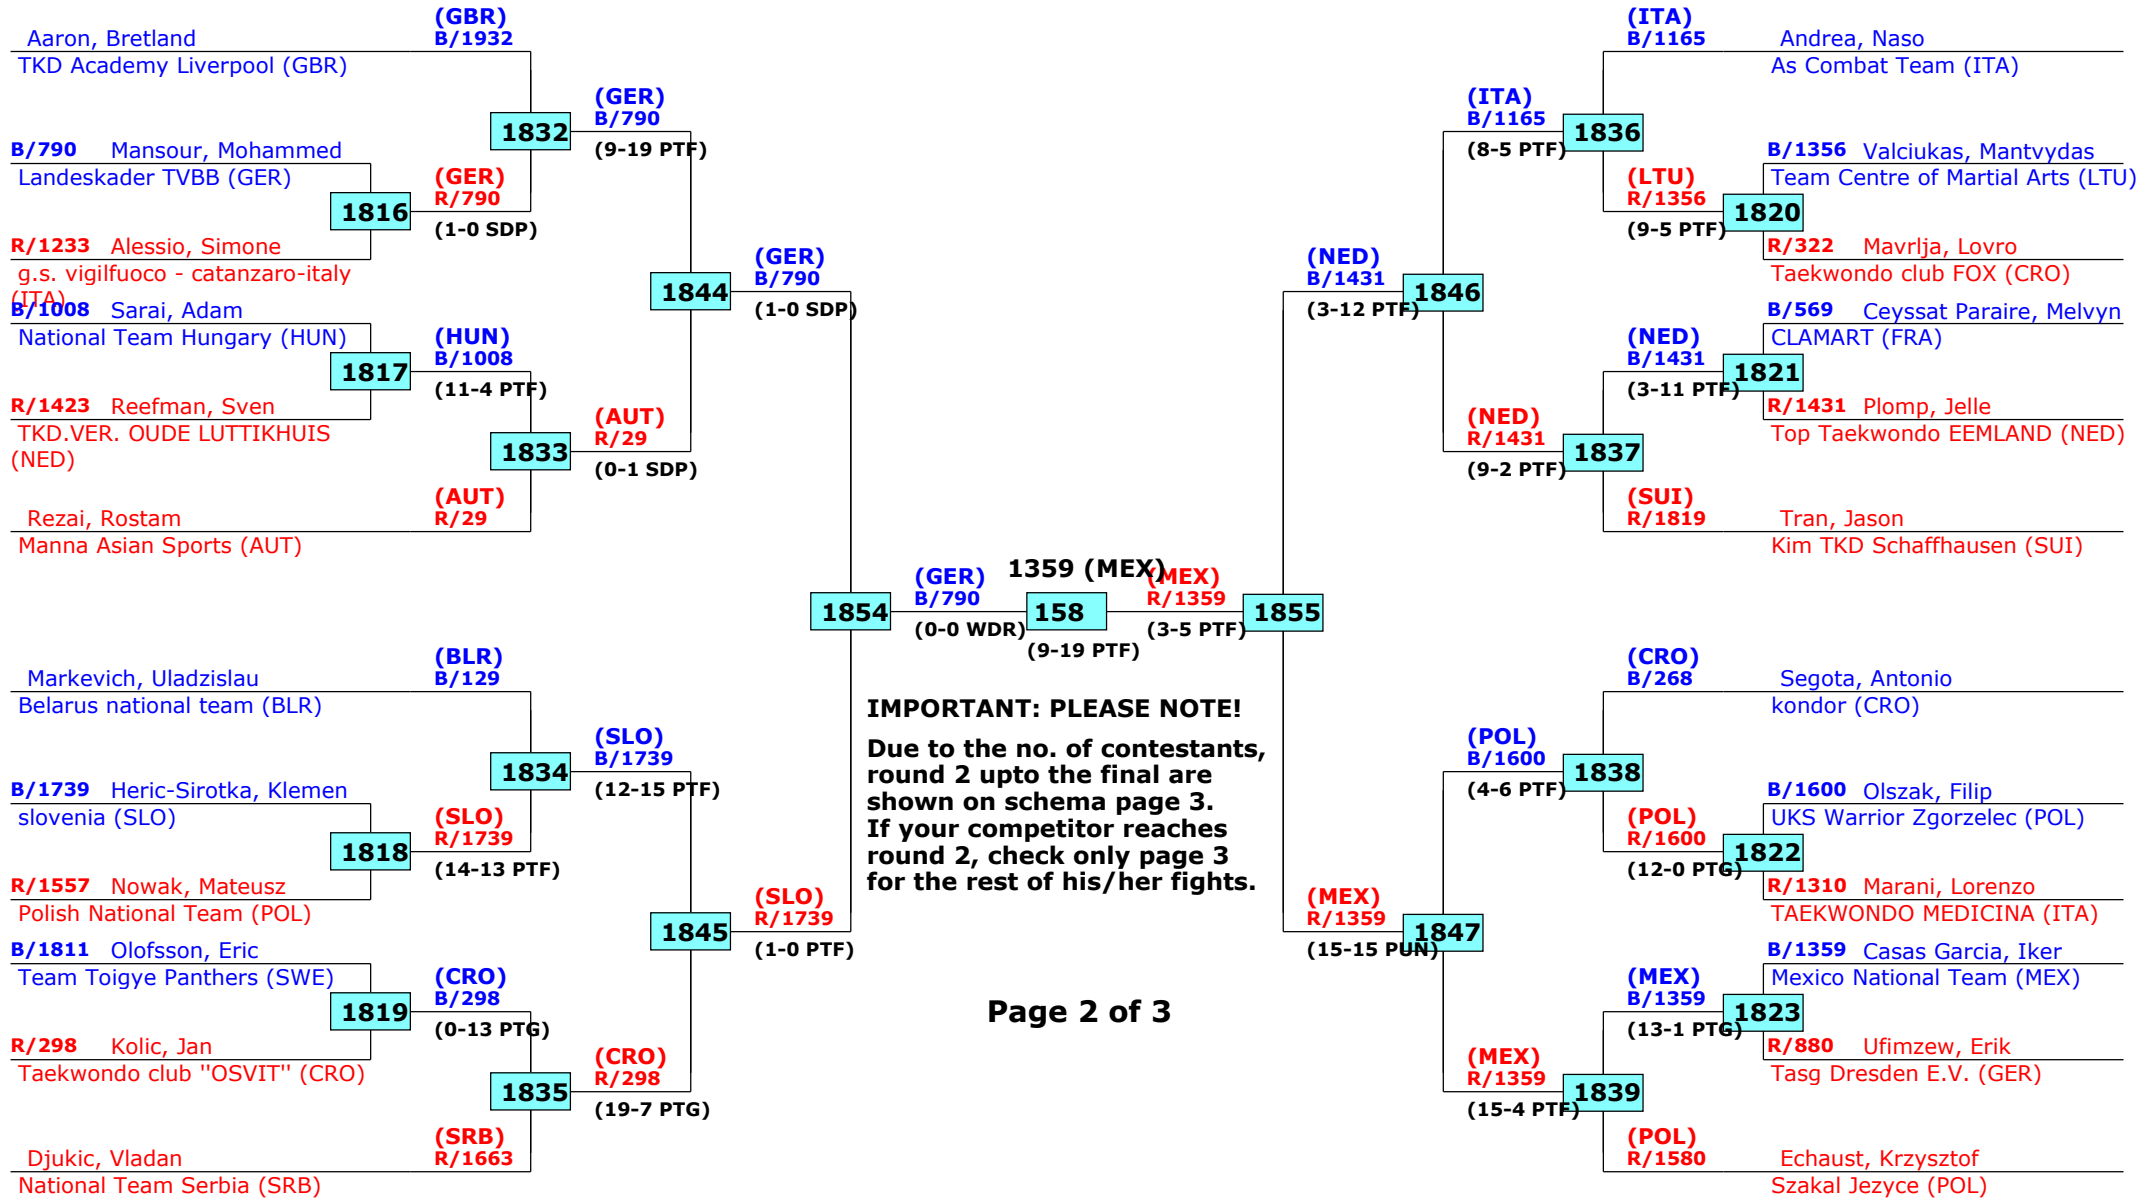 (GBR)
B/1932
Aaron, Bretland
TKD Academy Liverpool (GBR)
1832
(GER)
B/790
(9-19 PTF)
B/790 Mansour, Mohammed
Landeskader TVBB (GER)
1816
(GER)
R/790
(1-0 SDP)
R/1233 Alessio, Simone
g.s. vigilfuoco - catanzaro-italy
(ITA)
1844
(GER)
B/790
(1-0 SDP)
B/1008 Sarai, Adam
National Team Hungary (HUN)
1817
(HUN)
B/1008
(11-4 PTF)
R/1423 Reefman, Sven
TKD.VER. OUDE LUTTIKHUIS
(NED)
1833
(AUT)
R/29
(0-1 SDP)
(AUT)
R/29
Rezai, Rostam
Manna Asian Sports (AUT)
1854
(GER)
B/790
(0-0 WDR)
1359 (MEX)
158
(9-19 PTF)
(MEX)
R/1359
(3-5 PTF)
1855
(BLR)
B/129
Markevich, Uladzislau
Belarus national team (BLR)
1834
(SLO)
B/1739
(12-15 PTF)
B/1739 Heric-Sirotka, Klemen
slovenia (SLO)
1818
(SLO)
R/1739
(14-13 PTF)
R/1557 Nowak, Mateusz
Polish National Team (POL)
1845
(SLO)
R/1739
(1-0 PTF)
B/1811 Olofsson, Eric
Team Toigye Panthers (SWE)
1819
(CRO)
B/298
(0-13 PTG)
R/298 Kolic, Jan
Taekwondo club "OSVIT" (CRO)
1835
(CRO)
R/298
(19-7 PTG)
(SRB)
R/1663
Djukic, Vladan
National Team Serbia (SRB)
IMPORTANT: PLEASE NOTE!
Due to the no. of contestants,
round 2 upto the final are
shown on schema page 3.
If your competitor reaches
round 2, check only page 3
for the rest of his/her fights.
Page 2 of 3
(ITA)
B/1165
Andrea, Naso
As Combat Team (ITA)
(ITA)
B/1165
(8-5 PTF)
1836
B/1356 Valciukas, Mantvydas
Team Centre of Martial Arts (LTU)
(LTU)
R/1356
(9-5 PTF)
1820
R/322 Mavrlja, Lovro
Taekwondo club FOX (CRO)
(NED)
B/1431
(3-12 PTF)
1846
B/569 Ceyssat Paraire, Melvyn
CLAMART (FRA)
(NED)
B/1431
(3-11 PTF)
1821
R/1431 Plomp, Jelle
Top Taekwondo EEMLAND (NED)
(NED)
R/1431
(9-2 PTF)
1837
(SUI)
R/1819
Tran, Jason
Kim TKD Schaffhausen (SUI)
(CRO)
B/268
Segota, Antonio
kondor (CRO)
(POL)
B/1600
(4-6 PTF)
1838
B/1600 Olszak, Filip
UKS Warrior Zgorzelec (POL)
(POL)
R/1600
(12-0 PTG)
1822
R/1310 Marani, Lorenzo
TAEKWONDO MEDICINA (ITA)
(MEX)
R/1359
(15-15 PUN)
1847
B/1359 Casas Garcia, Iker
Mexico National Team (MEX)
(MEX)
B/1359
(13-1 PTG)
1823
R/880 Ufimzew, Erik
Tasg Dresden E.V. (GER)
(MEX)
R/1359
(15-4 PTF)
1839
(POL)
R/1580
Echaust, Krzysztof
Szakal Jezyce (POL)